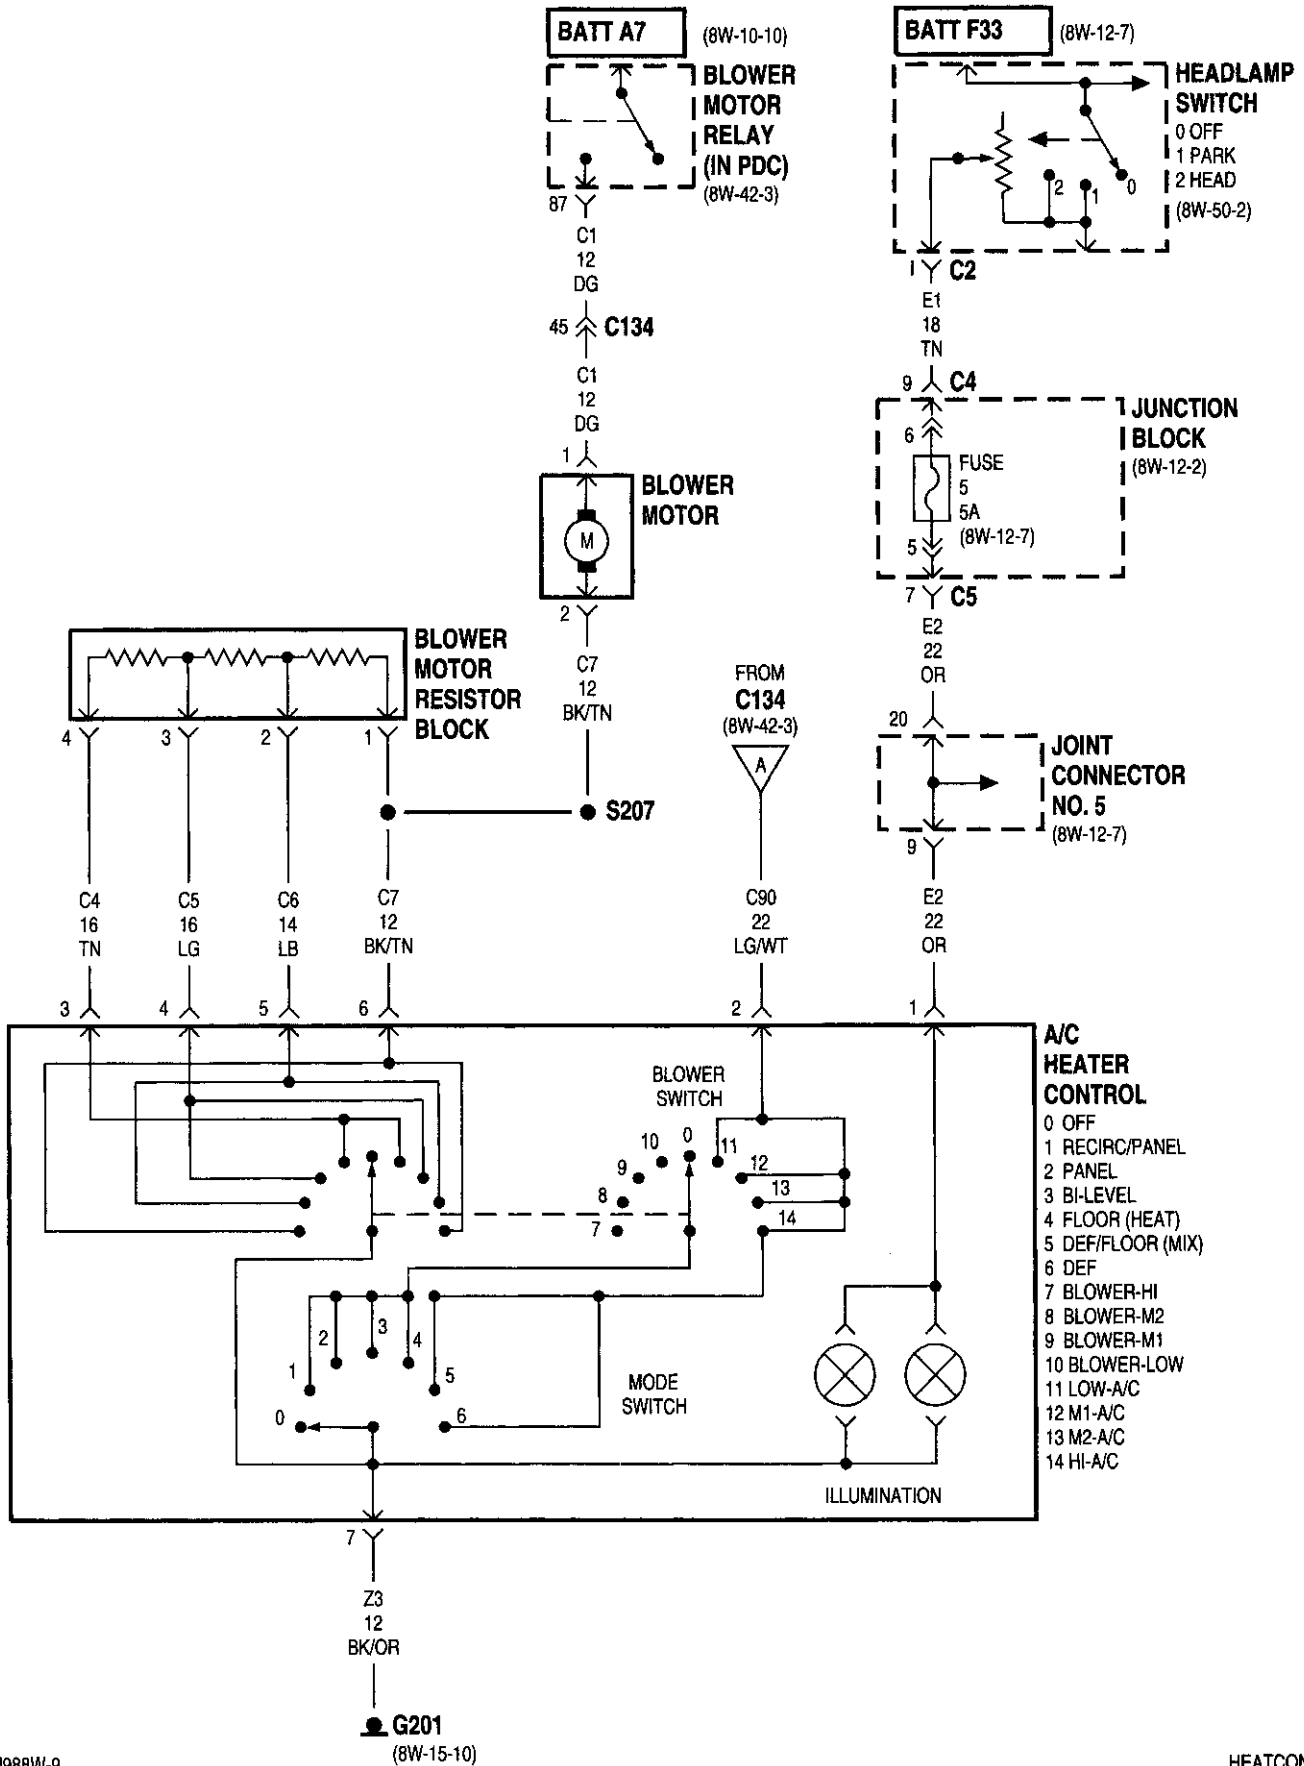 BATT A7
(8W-10-10)
BATT F33
(8W-12-7)
BLOWER
MOTOR
RELAY
(IN PDC)
(8W-42-3)
HEADLAMP
SWITCH
0 OFF
1 PARK
2 HEAD
(8W-50-2)
2
1
0
87
C1
12
DG
45
C134
C1
12
DG
1
BLOWER
MOTOR
M
2
C7
12
BK/TN
C2
E1
18
TN
9
C4
JUNCTION
BLOCK
(8W-12-2)
6
FUSE
5
5A
(8W-12-7)
5
7
C5
E2
22
OR
20
JOINT
CONNECTOR
NO. 5
(8W-12-7)
9
E2
22
OR
1
BLOWER
MOTOR
RESISTOR
BLOCK
4
3
2
1
S207
FROM
C134
(8W-42-3)
A
C4
16
TN
C5
16
LG
C6
14
LB
C7
12
BK/TN
C90
22
LG/WT
3
4
5
6
2
A/C
HEATER
CONTROL
0 OFF
1 RECIRC/PANEL
2 PANEL
3 BI-LEVEL
4 FLOOR (HEAT)
5 DEF/FLOOR (MIX)
6 DEF
7 BLOWER-HI
8 BLOWER-M2
9 BLOWER-M1
10 BLOWER-LOW
11 LOW-A/C
12 M1-A/C
13 M2-A/C
14 HI-A/C
BLOWER
SWITCH
10
0
11
9
12
8
13
7
14
2
3
4
1
5
0
6
MODE
SWITCH
ILLUMINATION
7
Z3
12
BK/OR
G201
(8W-15-10)